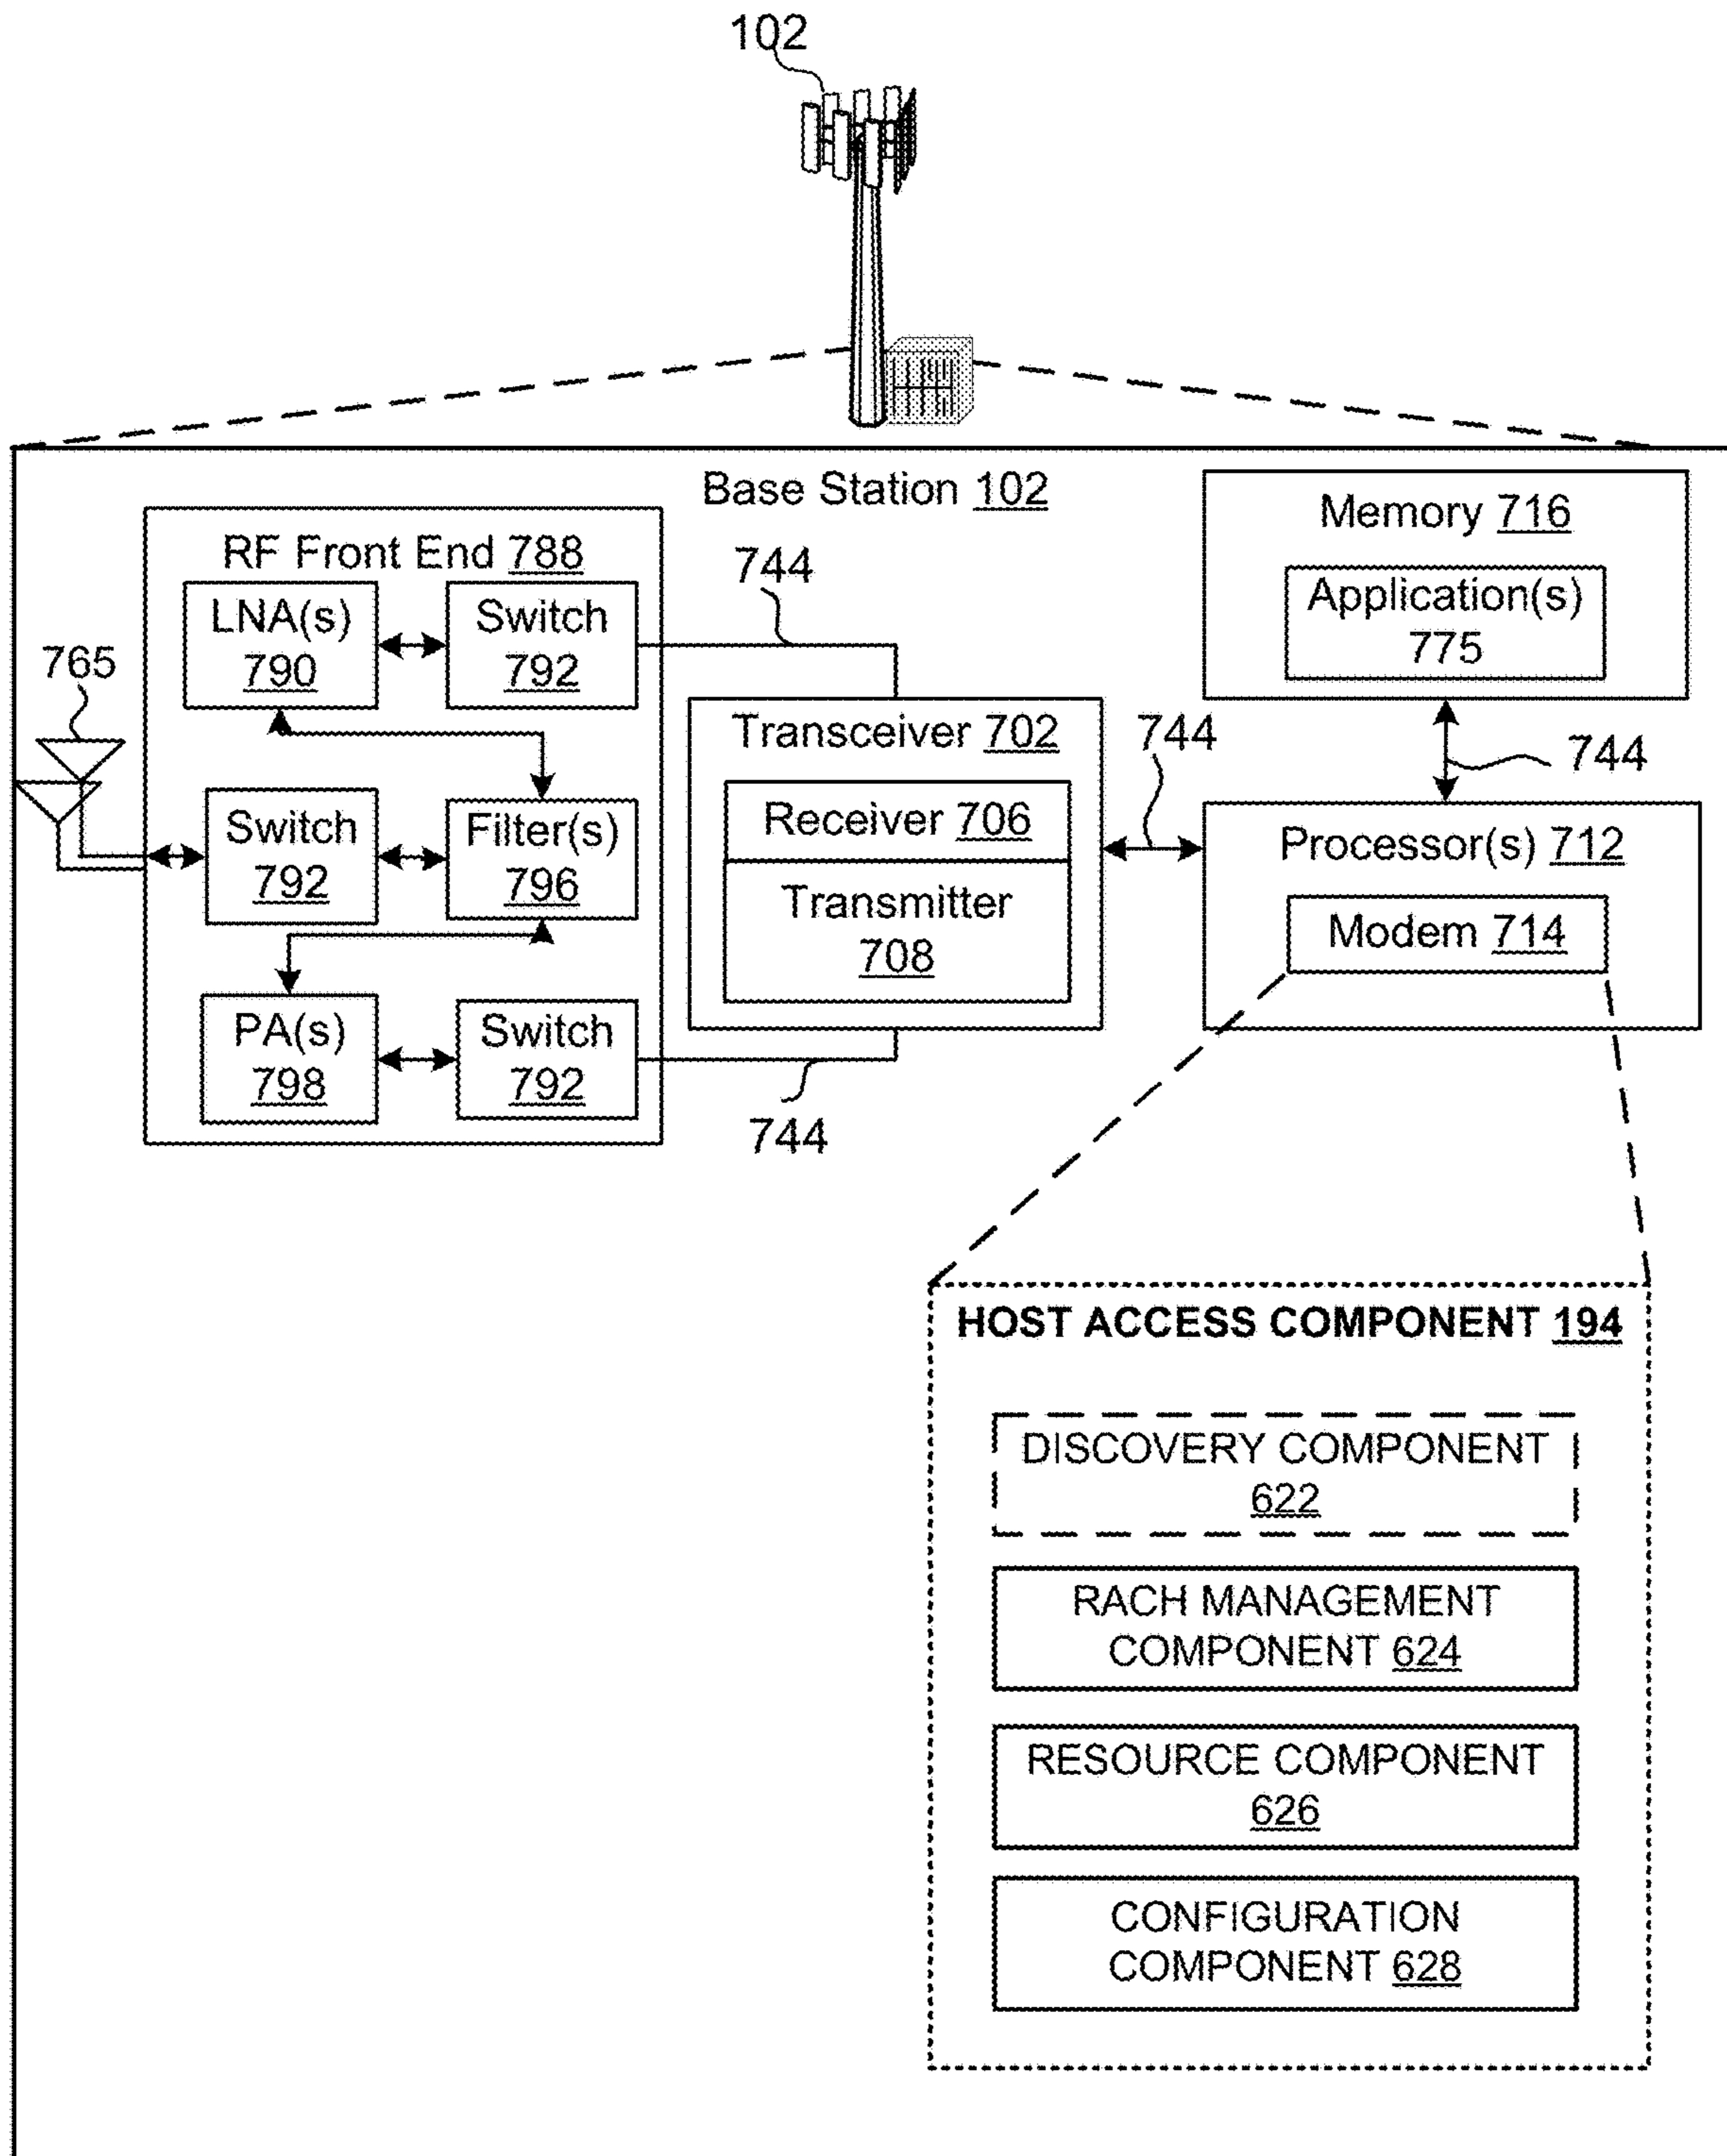 102
Base Station 102
RF Front End 788
LNA(s)
790
Switch
792
765
Switch
792
Filter(s)
796
PA(s)
798
Switch
792
744
744
Transceiver 702
Receiver 706
Transmitter
708
744
Memory 716
Application(s)
775
744
Processor(s) 712
Modem 714
HOST ACCESS COMPONENT 194
DISCOVERY COMPONENT
622
RACH MANAGEMENT
COMPONENT 624
RESOURCE COMPONENT
626
CONFIGURATION
COMPONENT 628